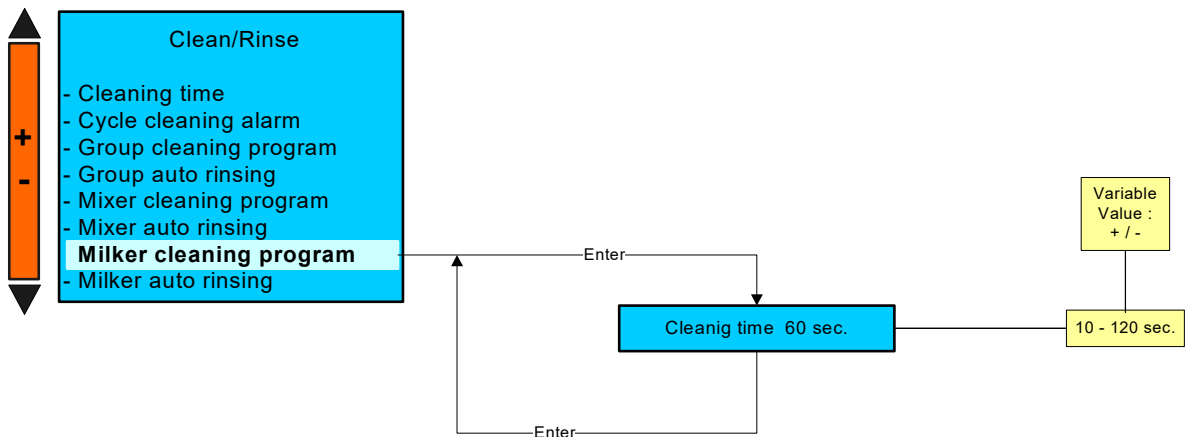 Clean/Rinse
- Cleaning time
- Cycle cleaning alarm
- Group cleaning program
- Group auto rinsing
- Mixer cleaning program
- Mixer auto rinsing
Milker cleaning program
- Milker auto rinsing
+
-
Enter
Cleanig time 60 sec.
Variable
Value :
+ / -
10 - 120 sec.
Enter